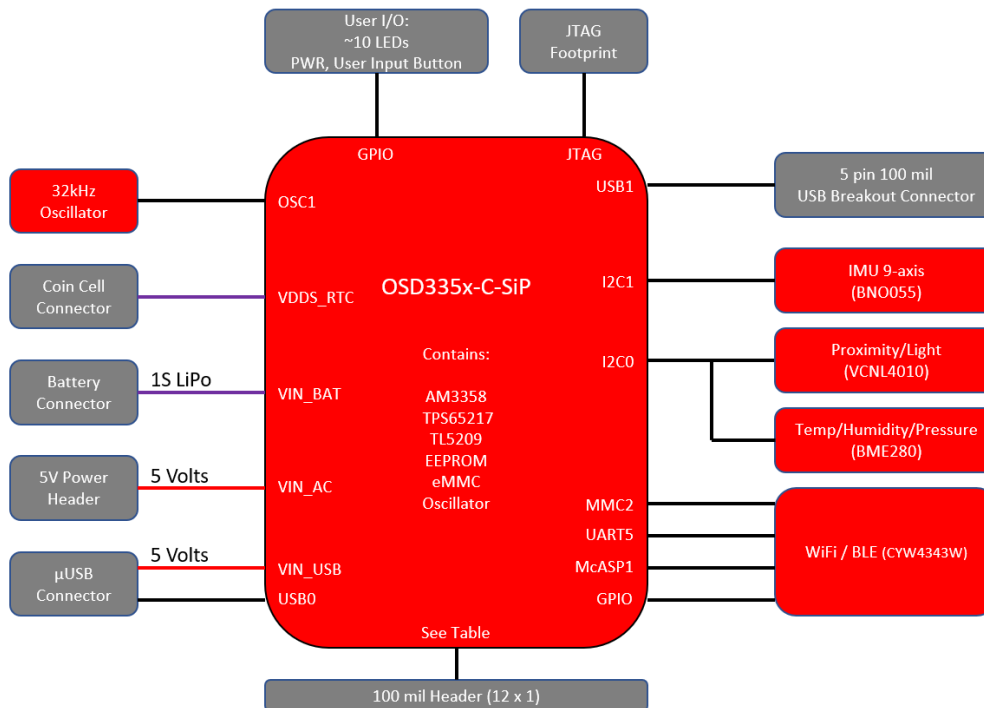 User I/O:
~10 LEDs
PWR, User Input Button
JTAG
Footprint
GPIO
JTAG
32kHz
Oscillator
OSC1
USB1
5 pin 100 mil
USB Breakout Connector
Coin Cell
Connector
VDDS_RTC
OSD335x-C-SiP
I2C1
IMU 9-axis
(BNO055)
Battery
Connector
1S LiPo
VIN_BAT
Contains:
AM3358
TPS65217
TL5209
EEPROM
eMMC
Oscillator
I2C0
Proximity/Light
(VCNL4010)
Temp/Humidity/Pressure
(BME280)
5V Power
Header
5 Volts
VIN_AC
MMC2
UART5
McASP1
GPIO
WiFi / BLE (CYW4343W)
µUSB
Connector
5 Volts
VIN_USB
USB0
See Table
100 mil Header (12 x 1)